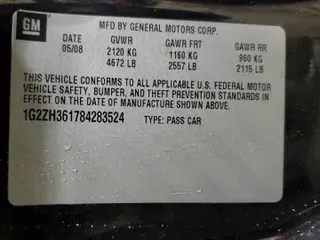 GM
MFD BY GENERAL MOTORS CORP.
DATE GVWR GAWR FRT GAWR RR
05/08 2120 KG 1160 KG 960 KG
4672 LB 2557 LB 2115 LB
THIS VEHICLE CONFORMS TO ALL APPLICABLE U.S. FEDERAL MOTOR
VEHICLE SAFETY, BUMPER, AND THEFT PREVENTION STANDARDS IN
EFFECT ON THE DATE OF MANUFACTURE SHOWN ABOVE.
1G2ZH361784283524 TYPE: PASS CAR